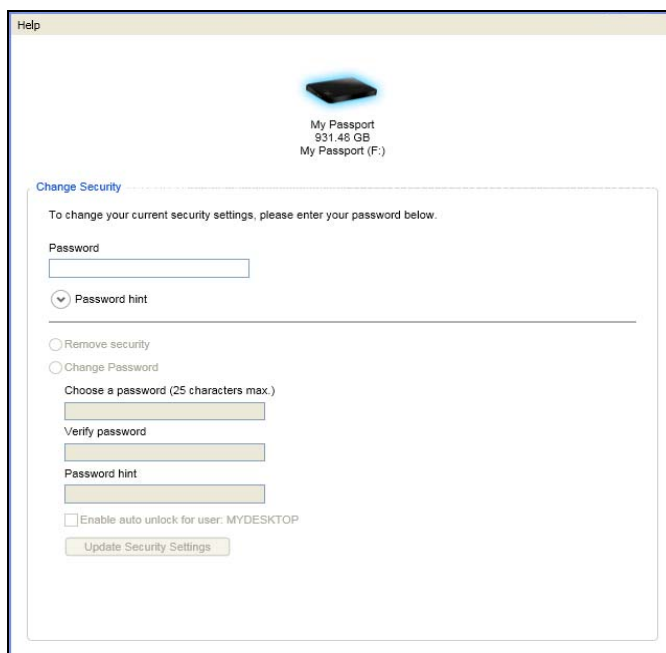 Help
My Passport
931.48 GB
My Passport (F:)
Change Security
To change your current security settings, please enter your password below.
Password
Password hint
Remove security
Change Password
Choose a password (25 characters max.)
Verify password
Password hint
Enable auto unlock for user: MYDESKTOP
Update Security Settings